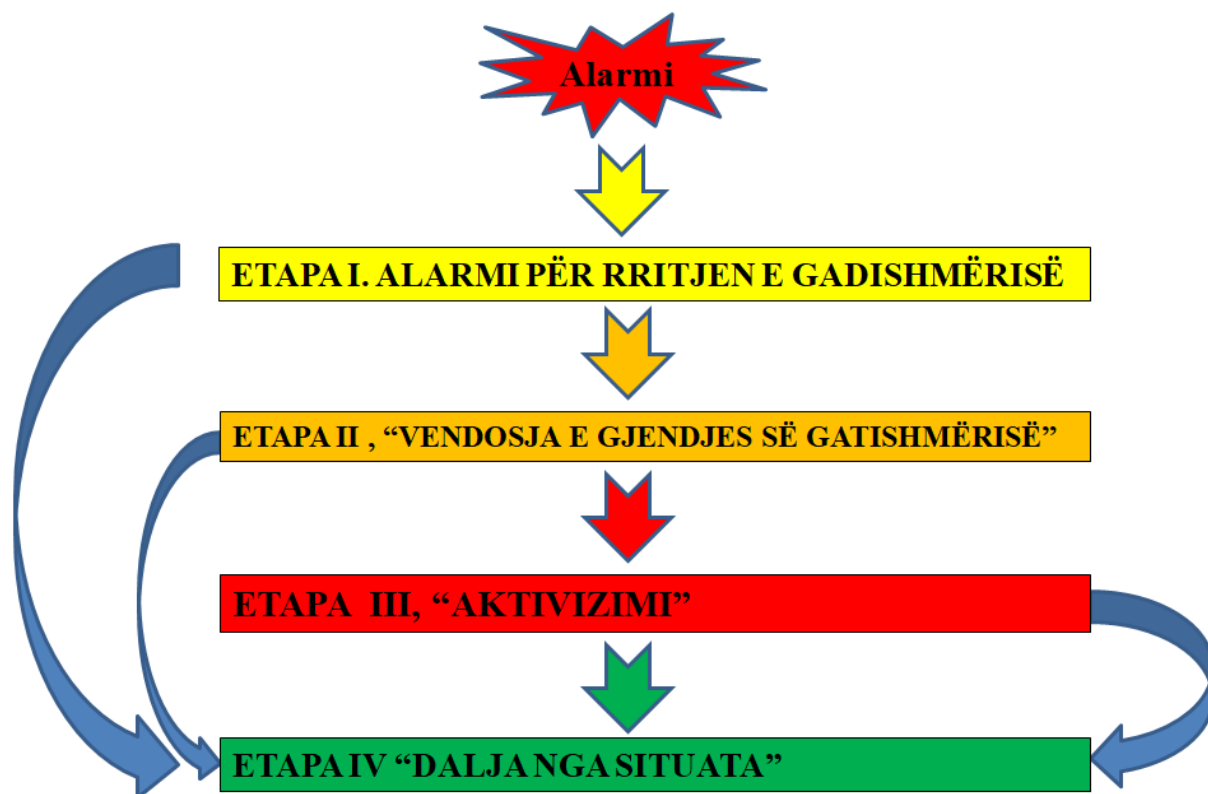 Alarmi
ETAPA I. ALARMI PËR RRITJEN E GADISHMËRISË
ETAPA II , “VENDOSJA E GJENDJES SË GATISHMËRISË”
ETAPA III, “AKTIVIZIMI”
ETAPA IV “DALJA NGA SITUATA”